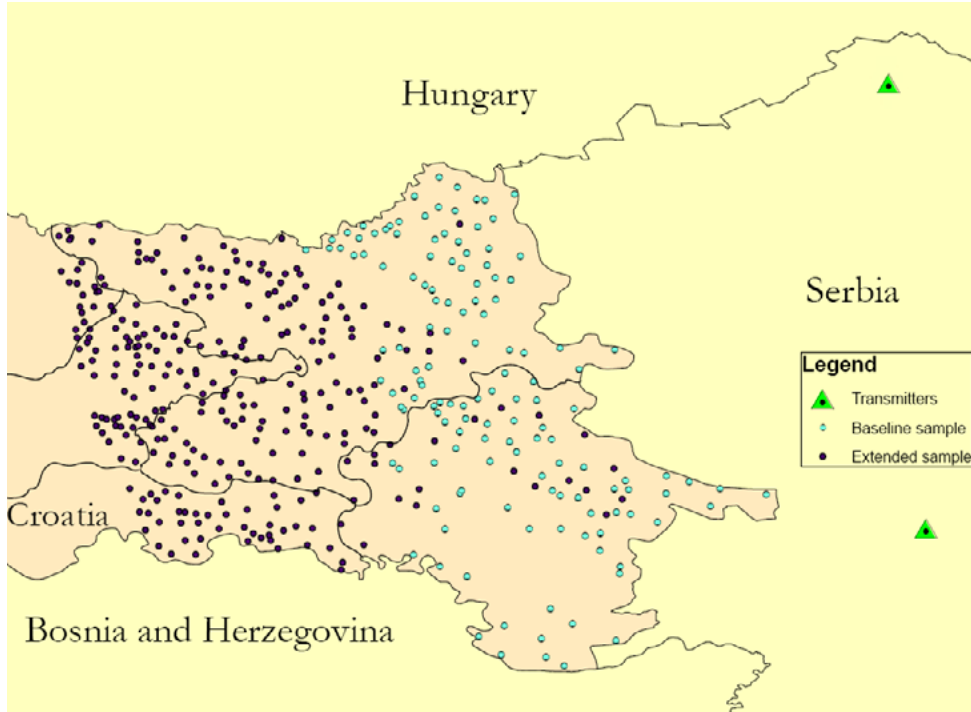 Hungary
Serbia
Legend
Transmitters
Baseline sample
Extended sample
Croatia
Bosnia and Herzegovina